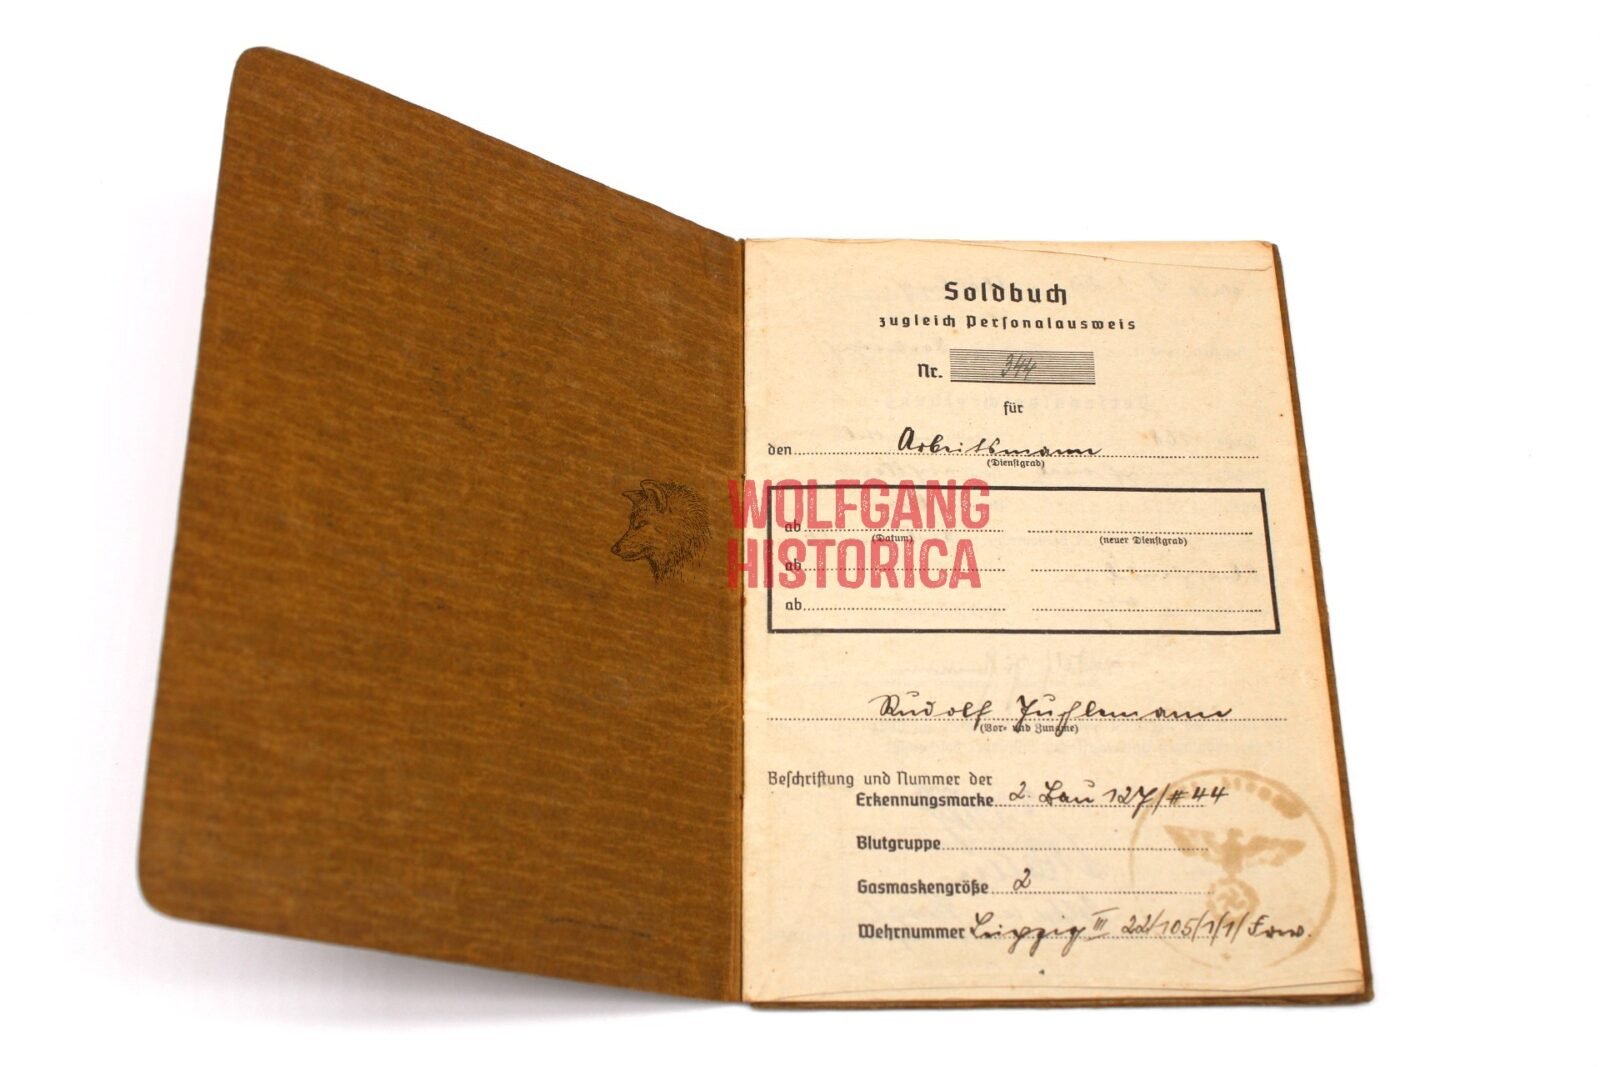 Soldbuch
zugleich Personalausweis
Nr. 344
für
den Arbeitsmann
(Dienstgrad)
WOLFGANG
HISTORICA
ab
(Datum) (neuer Dienstgrad)
ab
ab
Rudolf
(Vor- und Zuname)
Beschriftung und Nummer der
Erkennungsmarke 2. Bau 127/#44
Blutgruppe
Gasmaskengröße 2
Wehrnummer Leipzig III 22/105/1/1/